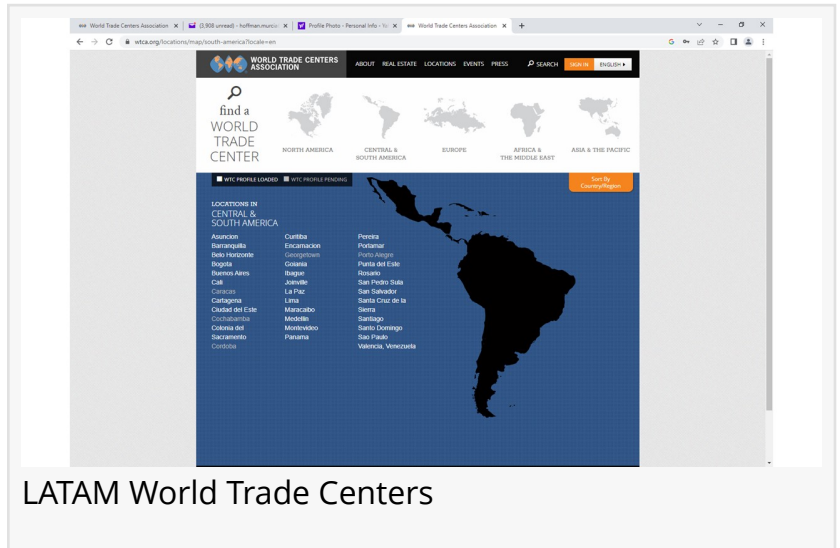 World Trade Centers Association
(3,908 unread) - hoffman.murcia
Profile Photo - Personal Info - Yo
World Trade Centers Association
wtca.org/locations/map/south-america?locale=en
WORLD TRADE CENTERS
ASSOCIATION
ABOUT REAL ESTATE LOCATIONS EVENTS PRESS SEARCH SIGN IN ENGLISH
find a
WORLD
TRADE
CENTER
NORTH AMERICA
CENTRAL &
SOUTH AMERICA
EUROPE
AFRICA &
THE MIDDLE EAST
ASIA & THE PACIFIC
WTC PROFILE LOADED WTC PROFILE PENDING
Sort By
Country/Region
LOCATIONS IN
CENTRAL &
SOUTH AMERICA
Asuncion
Barranquilla
Belo Horizonte
Bogota
Buenos Aires
Cali
Caracas
Cartagena
Ciudad del Este
Cochabamba
Colonia del
Sacramento
Cordoba
Curitiba
Encarnacion
Georgetown
Goiania
Ibague
Joinville
La Paz
Lima
Maracaibo
Medellin
Montevideo
Panama
Pereira
Porlamar
Porto Alegre
Punta del Este
Rosario
San Pedro Sula
San Salvador
Santa Cruz de la
Sierra
Santiago
Santo Domingo
Sao Paulo
Valencia, Venezuela
LATAM World Trade Centers